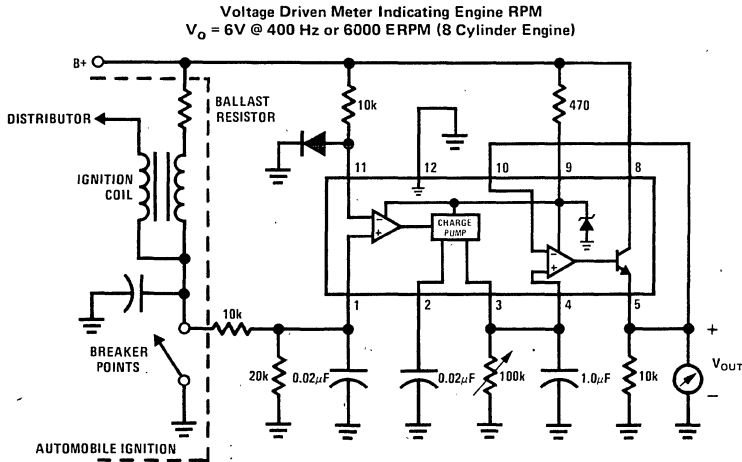 Voltage Driven Meter Indicating Engine RPM
Vo = 6V @ 400 Hz or 6000 ERPM (8 Cylinder Engine)
B+
BALLAST
RESISTOR
DISTRIBUTOR
IGNITION
COIL
10k
470
11
12
10
9
8
CHARGE
PUMP
-
+
-
+
1
2
3
4
5
10k
BREAKER
POINTS
20k
0.02μF
0.02μF
100k
1.0μF
10k
+
VOUT
-
AUTOMOBILE IGNITION